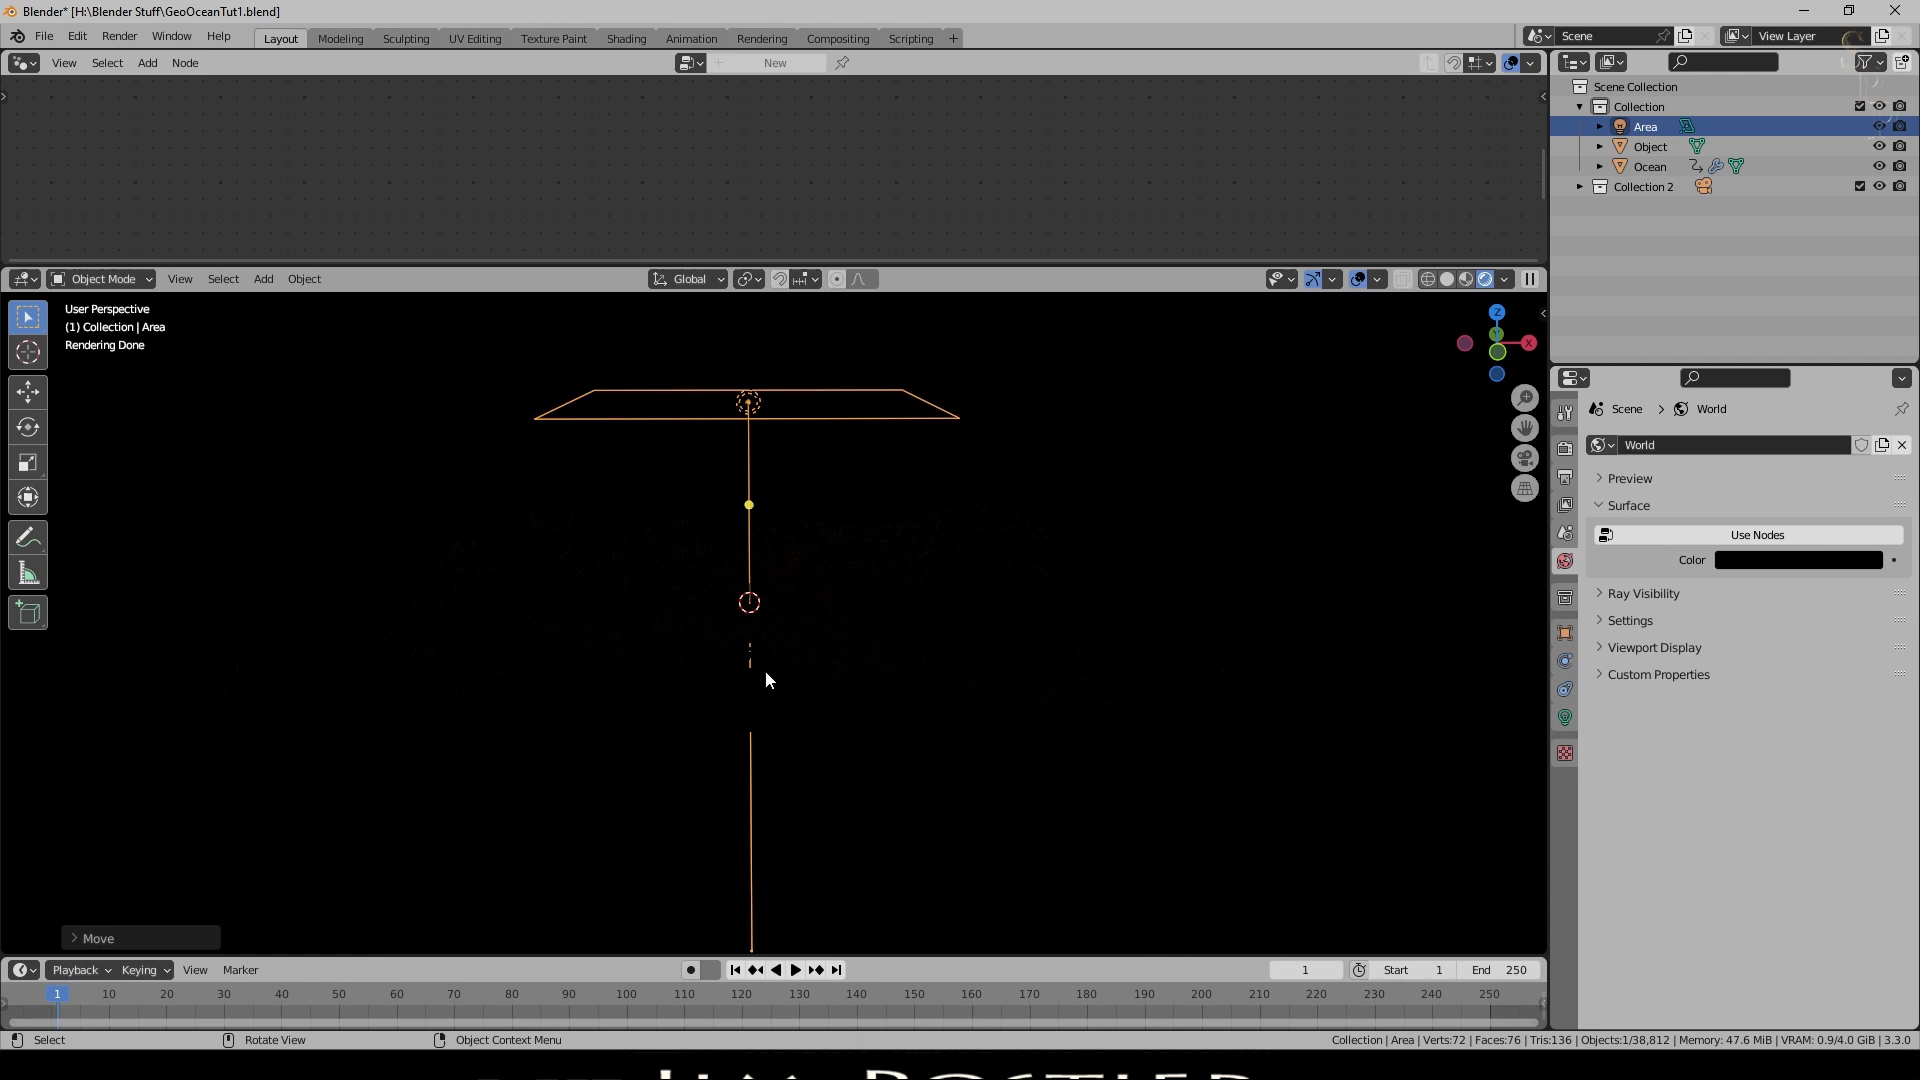 Blender* [H:\Blender Stuff\GeoOceanTut1.blend]
File Edit Render Window Help Layout Modeling Sculpting UV Editing Texture Paint Shading Animation Rendering Compositing Scripting + Scene View Layer
View Select Add Node New
Scene Collection
Collection
Area
Object
Ocean
Collection 2
Object Mode View Select Add Object Global
User Perspective
(1) Collection | Area
Rendering Done
Z
X
Scene > World
World
Preview
Surface
Use Nodes
Color
Ray Visibility
Settings
Viewport Display
Custom Properties
Move
Playback Keying View Marker 1 Start 1 End 250
1 10 20 30 40 50 60 70 80 90 100 110 120 130 140 150 160 170 180 190 200 210 220 230 240 250
Select Rotate View Object Context Menu Collection | Area | Verts:72 | Faces:76 | Tris:136 | Objects:1/38,812 | Memory: 47.6 MiB | VRAM: 0.9/4.0 GiB | 3.3.0